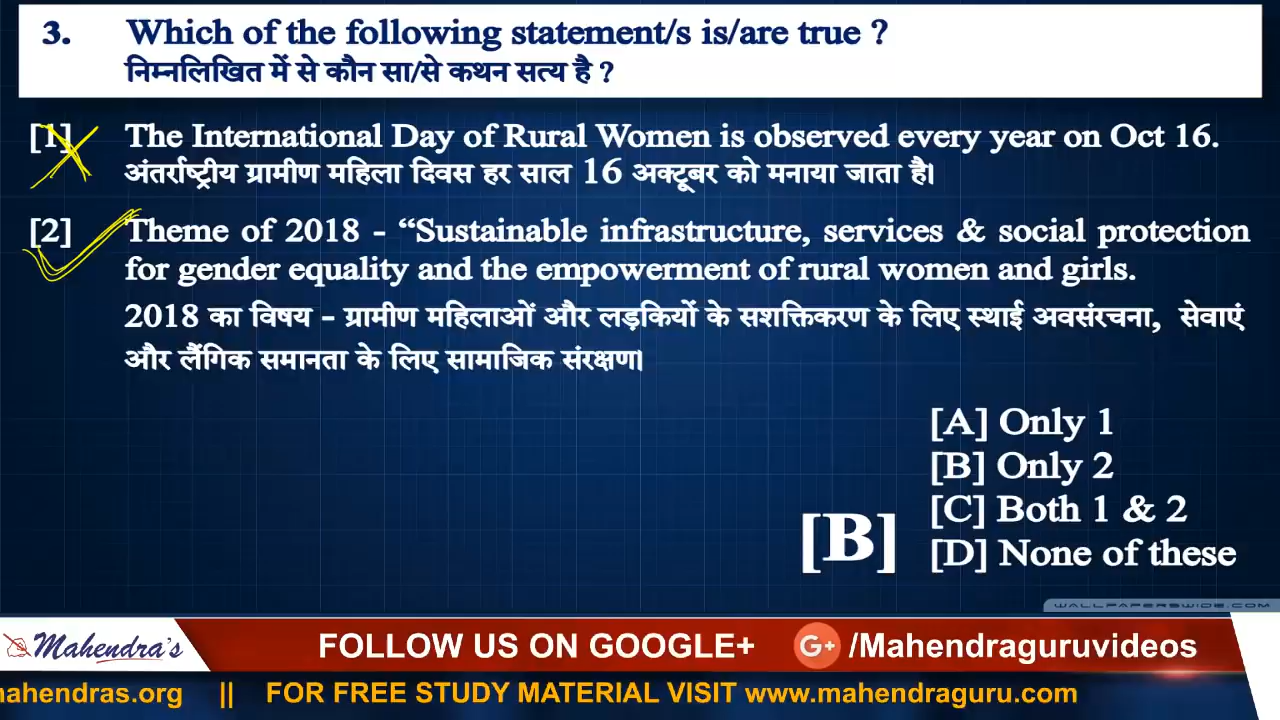 3. Which of the following statement/s is/are true ?
निम्नलिखित में से कौन सा/से कथन सत्य है ?
[1] The International Day of Rural Women is observed every year on Oct 16.
अंतर्राष्ट्रीय ग्रामीण महिला दिवस हर साल 16 अक्टूबर को मनाया जाता है।
[2] Theme of 2018 - “Sustainable infrastructure, services & social protection
for gender equality and the empowerment of rural women and girls.
2018 का विषय - ग्रामीण महिलाओं और लड़कियों के सशक्तिकरण के लिए स्थाई अवसंरचना, सेवाएं
और लैंगिक समानता के लिए सामाजिक संरक्षण।
[A] Only 1
[B] Only 2
[C] Both 1 & 2
[D] None of these
[B]
WALLPAPERSWIDE.COM
Mahendra's
FOLLOW US ON GOOGLE+ G+ /Mahendraguruvideos
mahendras.org || FOR FREE STUDY MATERIAL VISIT www.mahendraguru.com